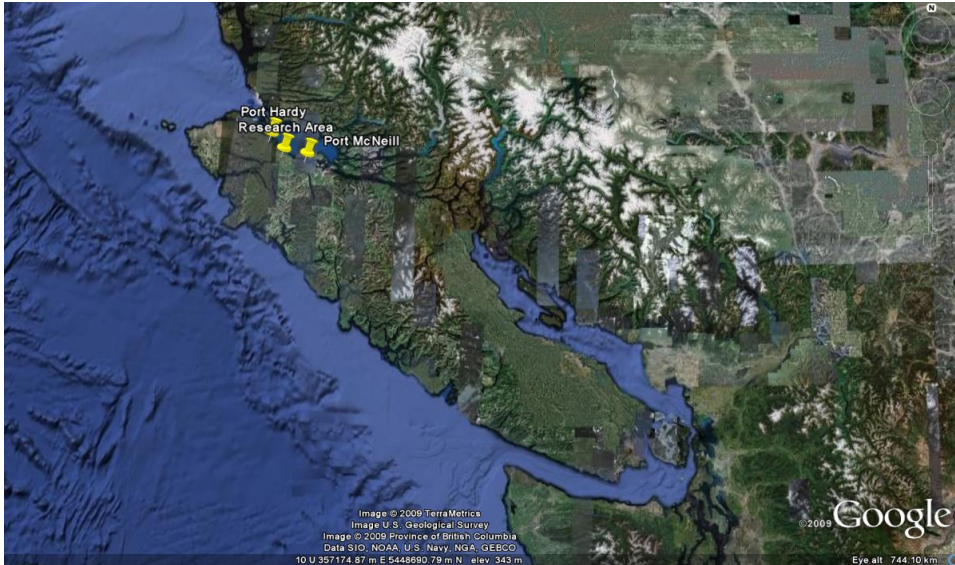 N
Port Hardy
Research Area
Port McNeill
Image © 2009 TerraMetrics
Image U.S. Geological Survey
Image © 2009 Province of British Columbia
Data SIO, NOAA, U.S. Navy, NGA, GEBCO
©2009 Google
10 U 357174.87 m E 5448690.79 m N elev 343 m
Eye alt 744.10 km